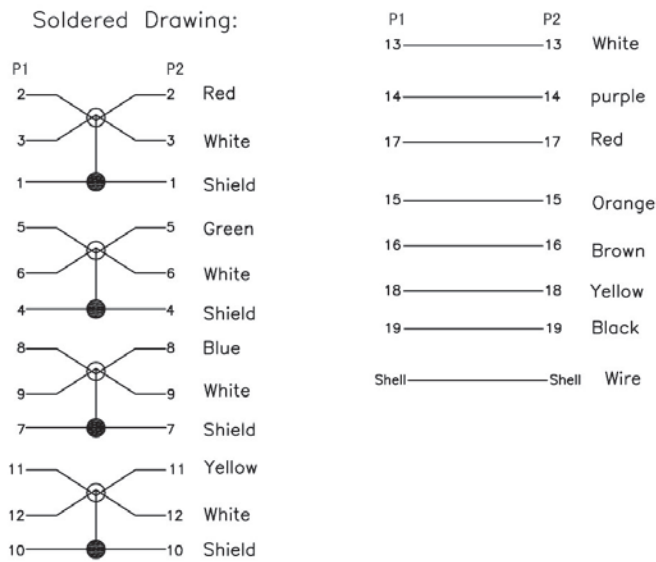 Soldered Drawing:
P1 P2
2 2 Red
3 3 White
1 1 Shield
5 5 Green
6 6 White
4 4 Shield
8 8 Blue
9 9 White
7 7 Shield
11 11 Yellow
12 12 White
10 10 Shield
P1 P2
13 13 White
14 14 purple
17 17 Red
15 15 Orange
16 16 Brown
18 18 Yellow
19 19 Black
Shell Shell Wire